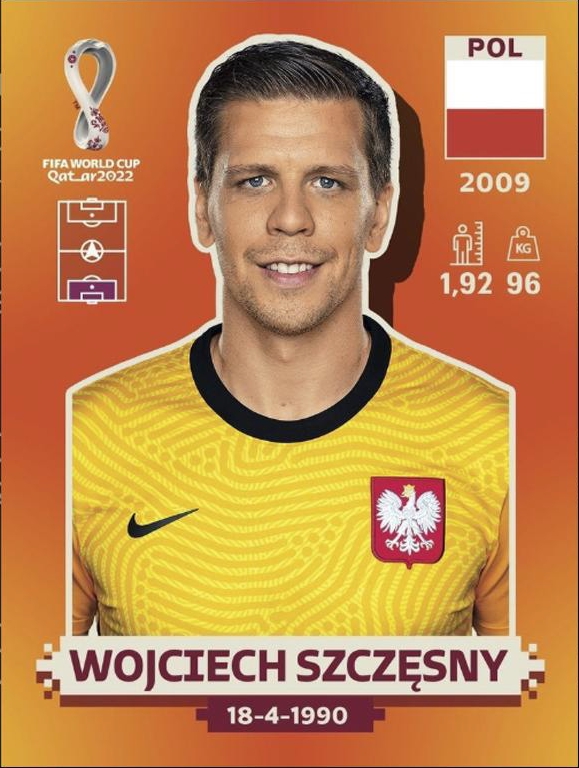 FIFA WORLD CUP
Qatar2022
POL
2009
KG
1,92 96
WOJCIECH SZCZĘSNY
18-4-1990